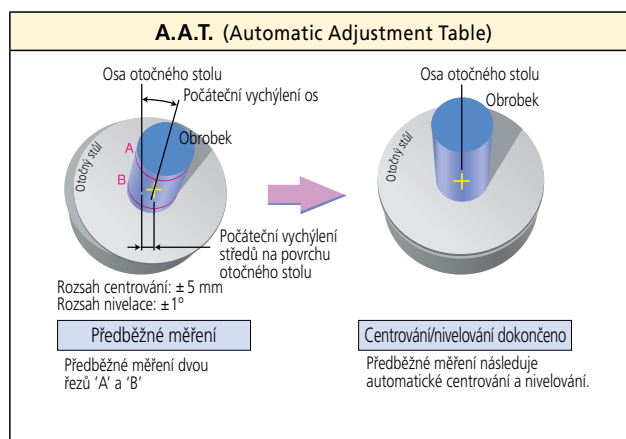 A.A.T. (Automatic Adjustment Table)
Osa otočného stolu
Počáteční vychýlení os
Obrobek
A
B
Otočný stůl
Počáteční vychýlení
středů na povrchu
otočného stolu
Rozsah centrování: ±5 mm
Rozsah nivelace: ±1º
Předběžné měření
Předběžné měření dvou
řezů 'A' a 'B'
Osa otočného stolu
Obrobek
Otočný stůl
Centrování/nivelování dokončeno
Předběžné měření následuje
automatické centrování a nivelování.